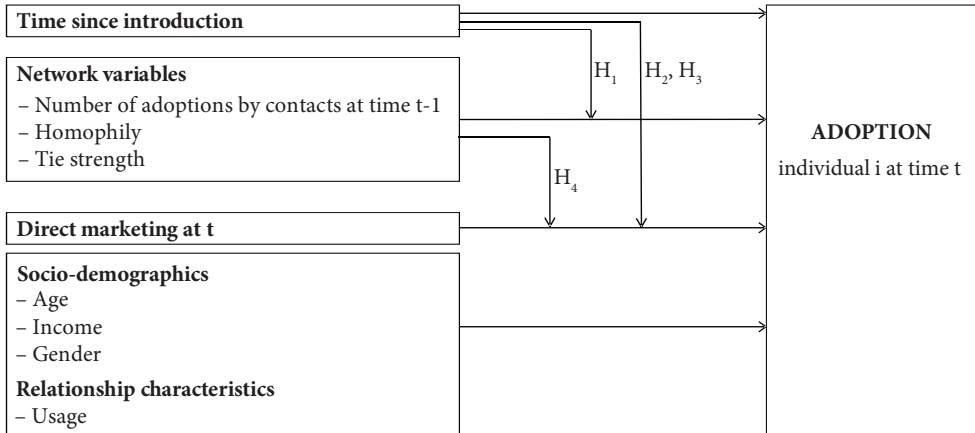 Time since introduction
Network variables
– Number of adoptions by contacts at time t-1
– Homophily
– Tie strength
H₁
H₂, H₃
H₄
ADOPTION
individual i at time t
Direct marketing at t
Socio-demographics
– Age
– Income
– Gender
Relationship characteristics
– Usage